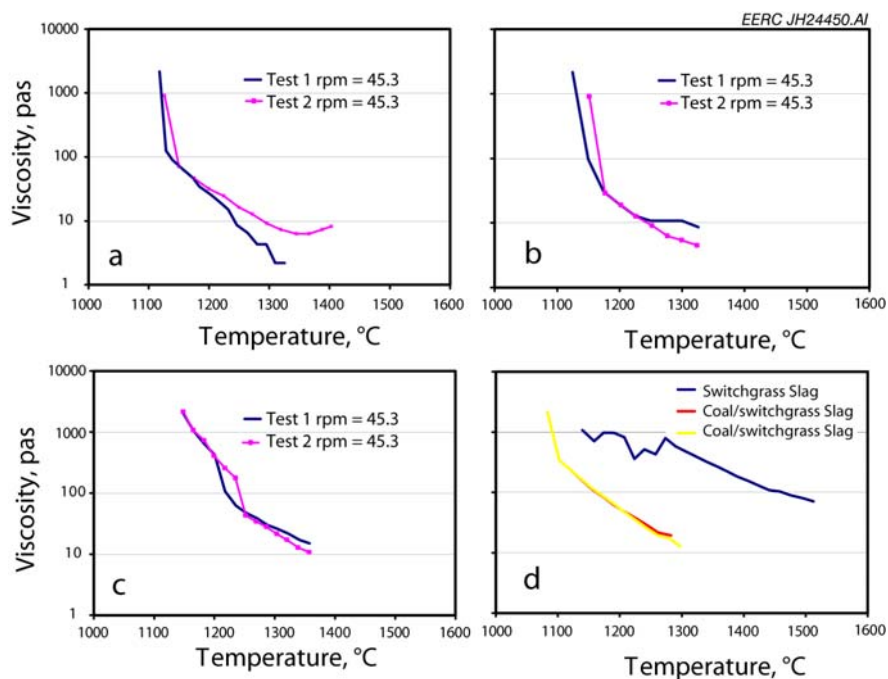 EERC JH24450.AI
Viscosity, pas
10000
1000
100
10
1
Test 1 rpm = 45.3
Test 2 rpm = 45.3
a
1000 1100 1200 1300 1400 1500 1600
Temperature, °C
Test 1 rpm = 45.3
Test 2 rpm = 45.3
b
1000 1100 1200 1300 1400 1500 1600
Temperature, °C
Viscosity, pas
10000
1000
100
10
1
Test 1 rpm = 45.3
Test 2 rpm = 45.3
c
1000 1100 1200 1300 1400 1500 1600
Temperature, °C
Switchgrass Slag
Coal/switchgrass Slag
Coal/switchgrass Slag
d
1000 1100 1200 1300 1400 1500 1600
Temperature, °C